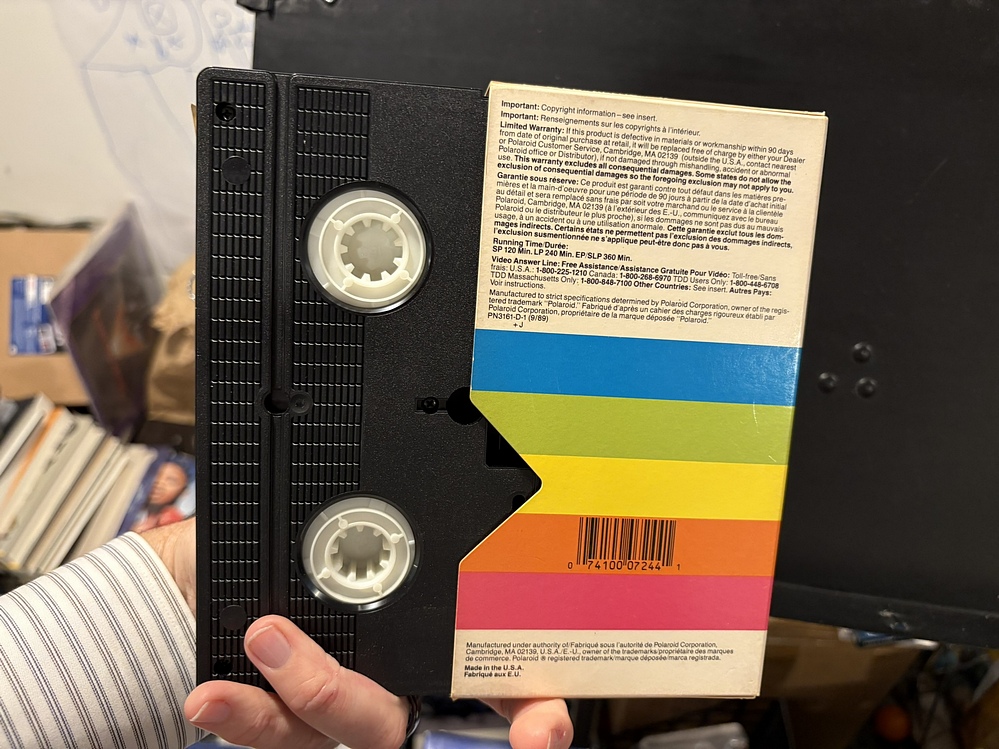 Important: Copyright information – see insert.
Important: Renseignements sur les copyrights à l'intérieur.
Limited Warranty: If this product is defective in materials or workmanship within 90 days
from date of original purchase at retail, it will be replaced free of charge by either your Dealer
or Polaroid Customer Service, Cambridge, MA 02139 (outside the U.S.A., contact nearest
Polaroid office or Distributor), if not damaged through mishandling, accident or abnormal
use. This warranty excludes all consequential damages. Some states do not allow the
exclusion of consequential damages so the foregoing exclusion may not apply to you.
Garantie sous réserve: Ce produit est garanti contre tout défaut dans les matières pre-
mières et la main-d'oeuvre pour une période de 90 jours à partir de la date d'achat initial
au détail et sera remplacé sans frais par soit votre marchand ou le service à la clientèle
Polaroid, Cambridge, MA 02139 (à l'extérieur des E.-U., communiquez avec le bureau
Polaroid ou le distributeur le plus proche), si les dommages ne sont pas dus au mauvais
usage, à un accident ou à une utilisation anormale. Cette garantie exclut tous les dom-
mages indirects. Certains états ne permettent pas l'exclusion des dommages indirects,
l'exclusion susmentionnée ne s'applique peut-être donc pas à vous.
Running Time/Durée:
SP 120 Min. LP 240 Min. EP/SLP 360 Min.
Video Answer Line: Free Assistance/Assistance Gratuite Pour Vidéo: Toll-free/Sans
frais: U.S.A.: 1-800-225-1210 Canada: 1-800-268-6970 TDD Users Only: 1-800-448-6708
TDD Massachusetts Only: 1-800-848-7100 Other Countries: See insert. Autres Pays:
Voir instructions.
Manufactured to strict specifications determined by Polaroid Corporation, owner of the regis-
tered trademark "Polaroid." Fabriqué d'après un cahier des charges rigoureux établi par
Polaroid Corporation, propriétaire de la marque déposée "Polaroid."
PN3161-D-1 (9/89)
+J
0 74100 07244 1
Manufactured under authority of/Fabriqué sous l'autorité de Polaroid Corporation,
Cambridge, MA 02139, U.S.A./E.-U., owner of the trademarks/propriétaire des marques
de commerce. Polaroid ® registered trademark/marque déposée/marca registrada.
Made in the U.S.A.
Fabriqué aux E.U.